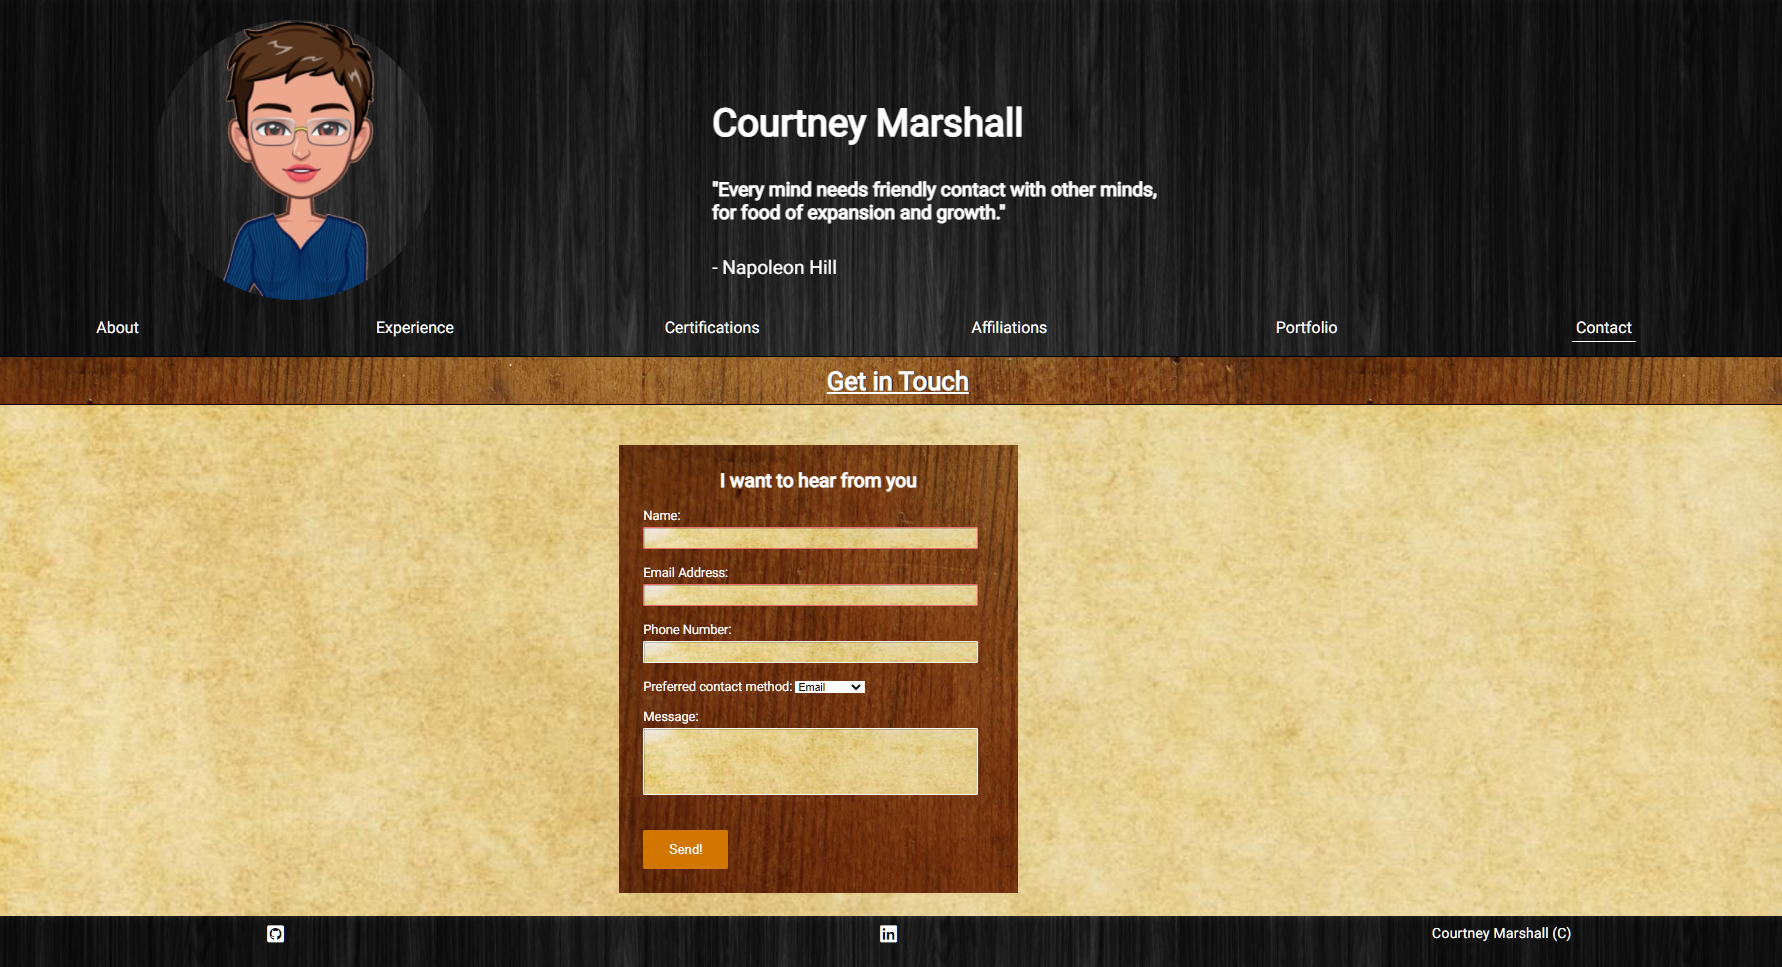 Courtney Marshall
"Every mind needs friendly contact with other minds,
for food of expansion and growth."
- Napoleon Hill
About Experience Certifications Affiliations Portfolio Contact
Get in Touch
I want to hear from you
Name:
Email Address:
Phone Number:
Preferred contact method: Email
Message:
Send!
in Courtney Marshall (C)